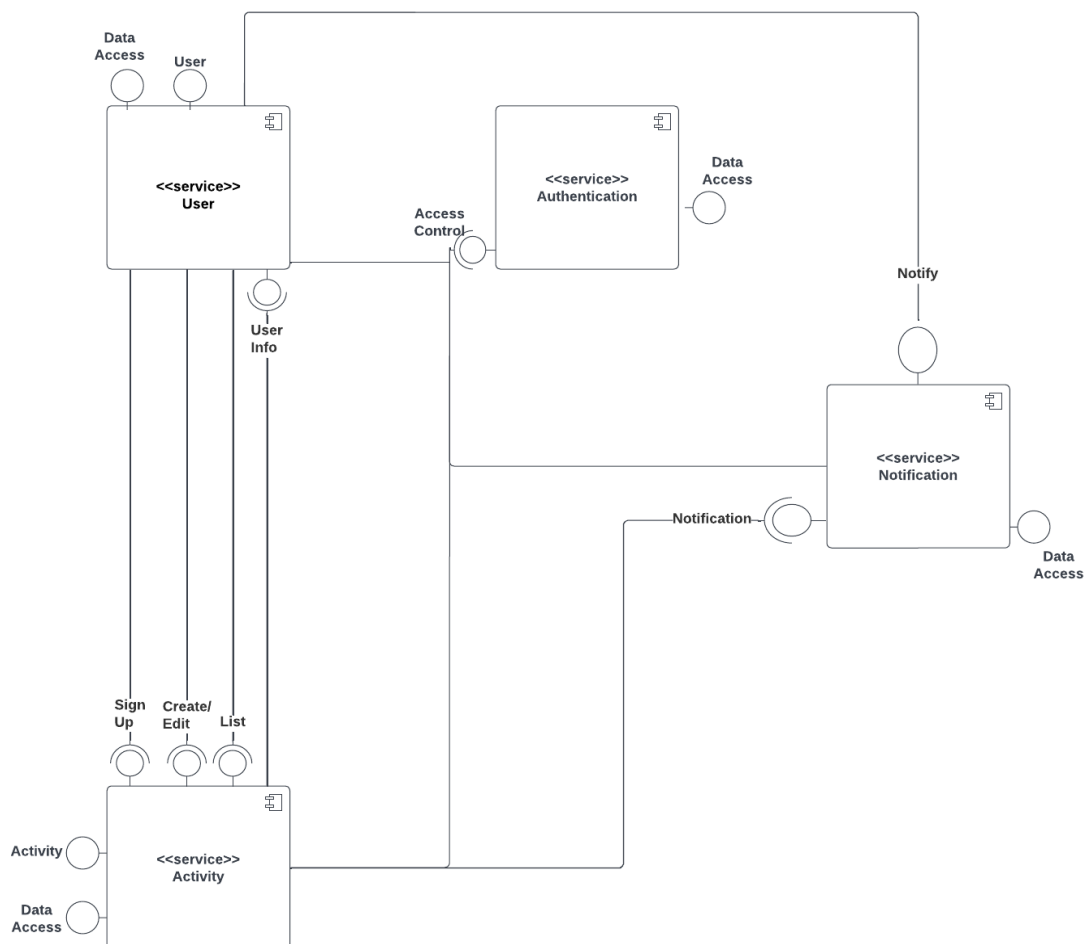 Data
Access
User
<<service>>
User
<<service>>
Authentication
Data
Access
Access
Control
Notify
User
Info
<<service>>
Notification
Notification
Data
Access
Sign
Up
Create/
Edit
List
Activity
<<service>>
Activity
Data
Access